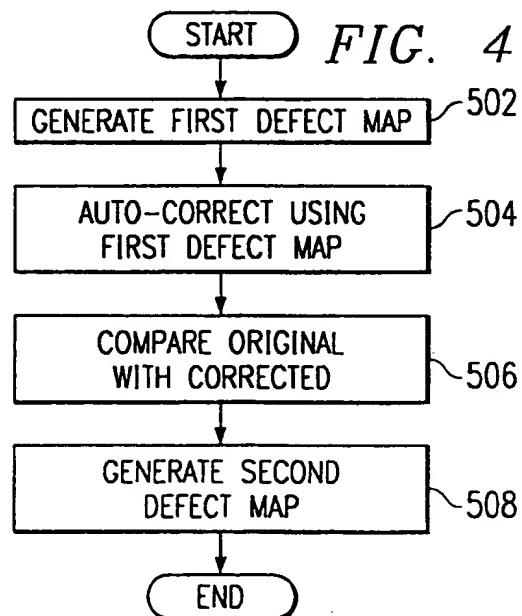 START
FIG. 4
GENERATE FIRST DEFECT MAP
502
AUTO-CORRECT USING
FIRST DEFECT MAP
504
COMPARE ORIGINAL
WITH CORRECTED
506
GENERATE SECOND
DEFECT MAP
508
END